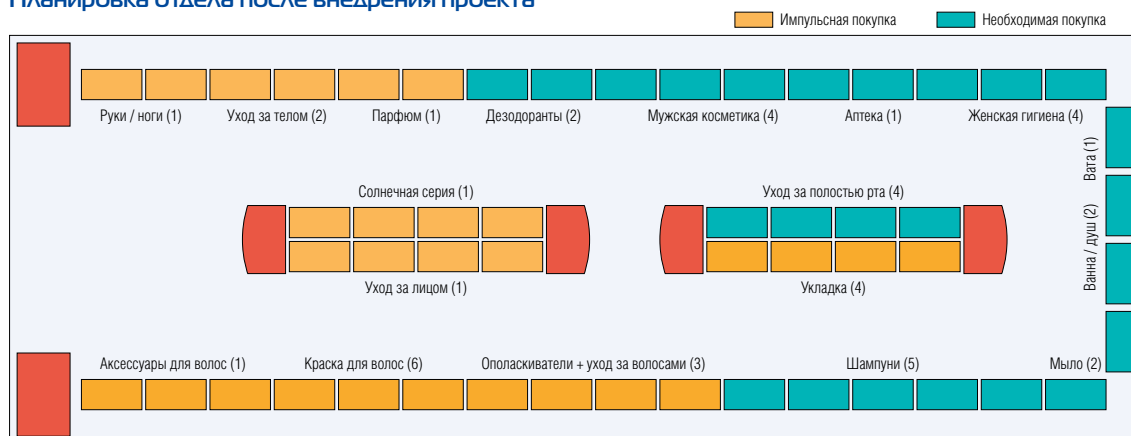 Планировка отдела после внедрения проекта
Импульсная покупка
Необходимая покупка
Руки / ноги (1)
Уход за телом (2)
Парфюм (1)
Дезодоранты (2)
Мужская косметика (4)
Аптека (1)
Женская гигиена (4)
Вата (1)
Ванна / душ (2)
Солнечная серия (1)
Уход за полостью рта (4)
Уход за лицом (1)
Укладка (4)
Аксессуары для волос (1)
Краска для волос (6)
Ополаскиватели + уход за волосами (3)
Шампуни (5)
Мыло (2)